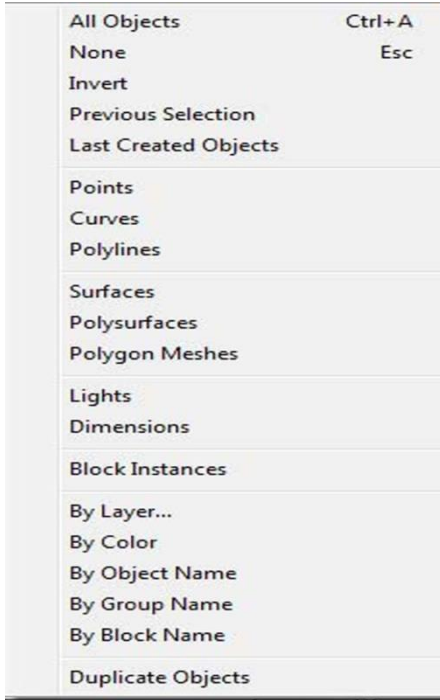 All Objects Ctrl+A
None Esc
Invert
Previous Selection
Last Created Objects
Points
Curves
Polylines
Surfaces
Polysurfaces
Polygon Meshes
Lights
Dimensions
Block Instances
By Layer...
By Color
By Object Name
By Group Name
By Block Name
Duplicate Objects